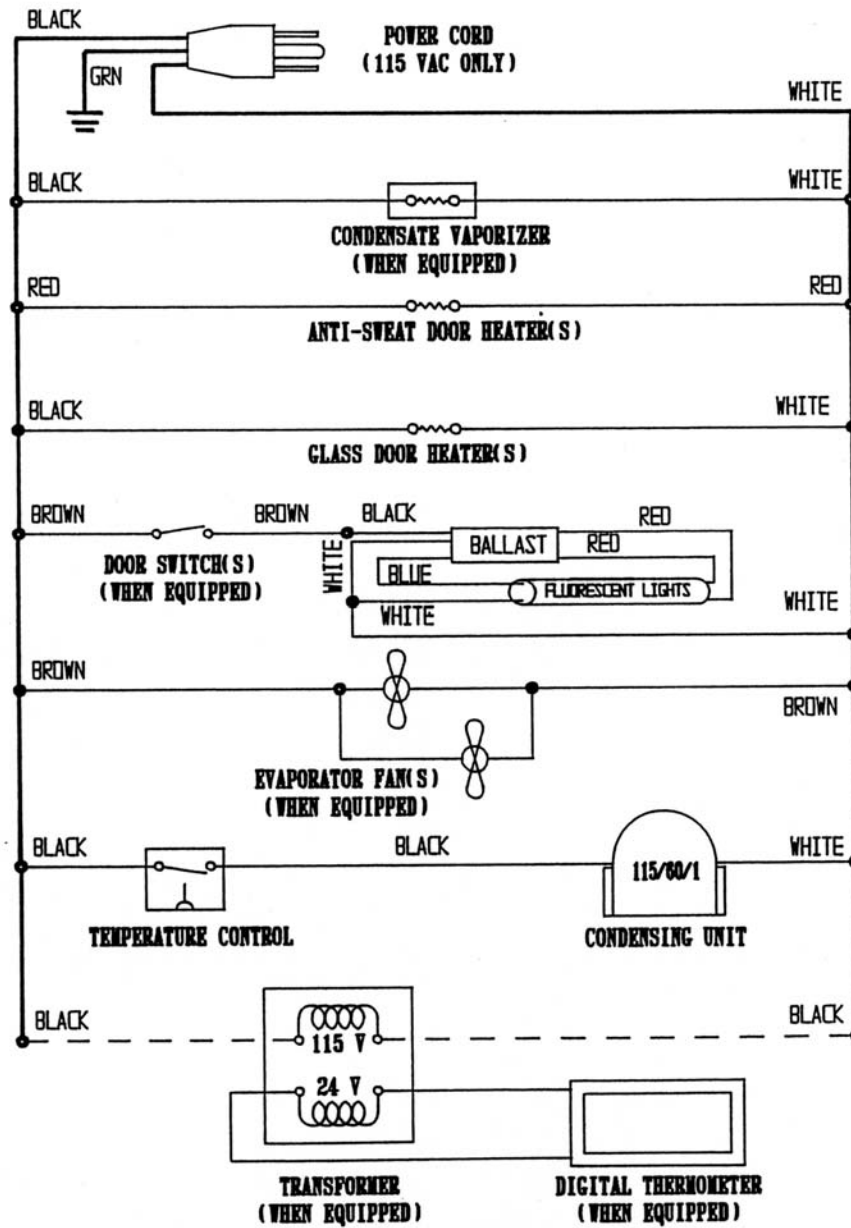 BLACK
POWER CORD
(115 VAC ONLY)
GRN
WHITE
BLACK
WHITE
CONDENSATE VAPORIZER
(WHEN EQUIPPED)
RED
RED
ANTI-SWEAT DOOR HEATER(S)
BLACK
WHITE
GLASS DOOR HEATER(S)
BROWN
BROWN
BLACK
RED
BALLAST
RED
DOOR SWITCH(S)
(WHEN EQUIPPED)
WHITE
BLUE
FLUORESCENT LIGHTS
WHITE
WHITE
BROWN
BROWN
EVAPORATOR FAN(S)
(WHEN EQUIPPED)
BLACK
BLACK
WHITE
115/60/1
TEMPERATURE CONTROL
CONDENSING UNIT
BLACK
BLACK
115 V
24 V
TRANSFORMER
(WHEN EQUIPPED)
DIGITAL THERMOMETER
(WHEN EQUIPPED)